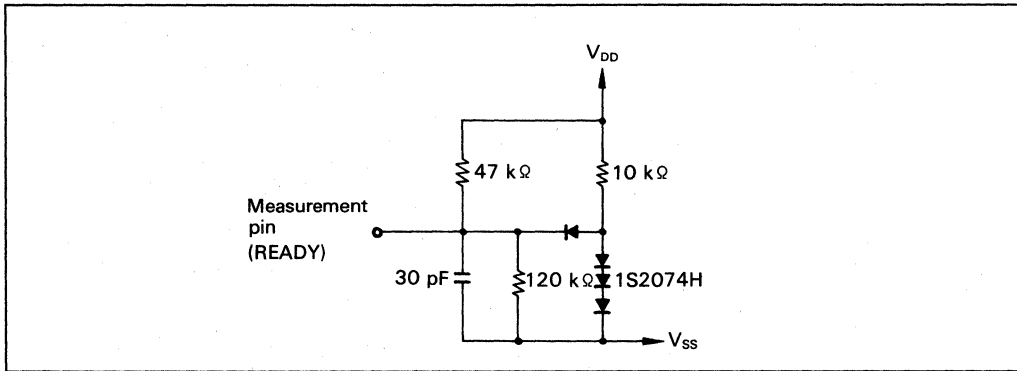 V_DD
47 kΩ
10 kΩ
Measurement
pin
(READY)
30 pF
120 kΩ
1S2074H
V_SS